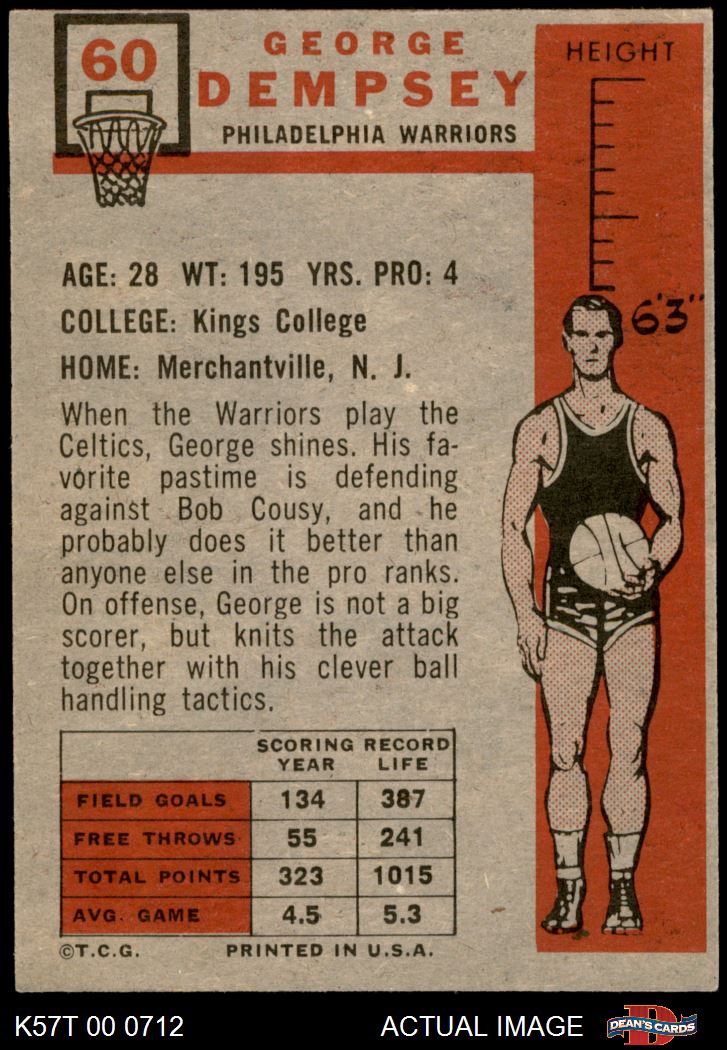 60
GEORGE
DEMPSEY
PHILADELPHIA WARRIORS
HEIGHT
6'3"
AGE: 28 WT: 195 YRS. PRO: 4
COLLEGE: Kings College
HOME: Merchantville, N. J.
When the Warriors play the
Celtics, George shines. His fa-
vorite pastime is defending
against Bob Cousy, and he
probably does it better than
anyone else in the pro ranks.
On offense, George is not a big
scorer, but knits the attack
together with his clever ball
handling tactics.
SCORING RECORD
YEAR LIFE
FIELD GOALS 134 387
FREE THROWS 55 241
TOTAL POINTS 323 1015
AVG. GAME 4.5 5.3
©T.C.G. PRINTED IN U.S.A.
K57T 00 0712 ACTUAL IMAGE D DEAN'S CARDS